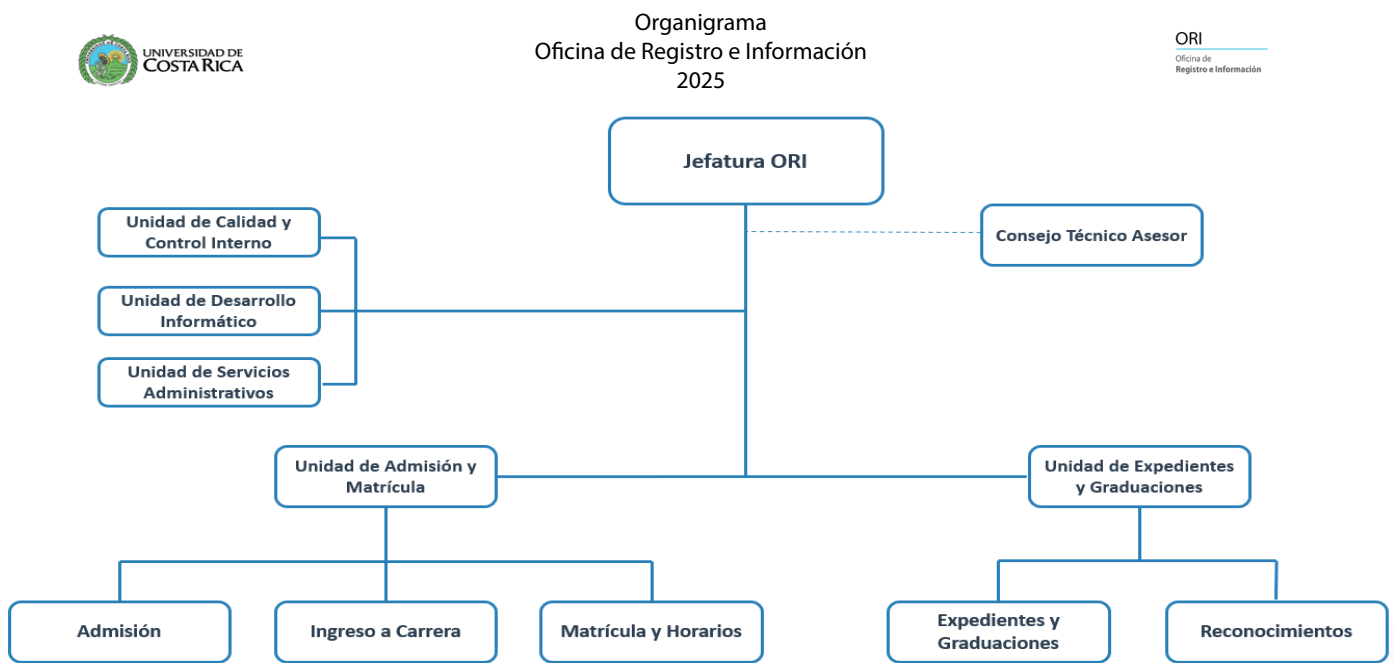 Organigrama
Oficina de Registro e Información
2025
UNIVERSIDAD DE
COSTA RICA
ORI
Oficina de
Registro e Información
Jefatura ORI
Unidad de Calidad y
Control Interno
Consejo Técnico Asesor
Unidad de Desarrollo
Informático
Unidad de Servicios
Administrativos
Unidad de Admisión y
Matrícula
Unidad de Expedientes
y Graduaciones
Admisión
Ingreso a Carrera
Matrícula y Horarios
Expedientes y
Graduaciones
Reconocimientos